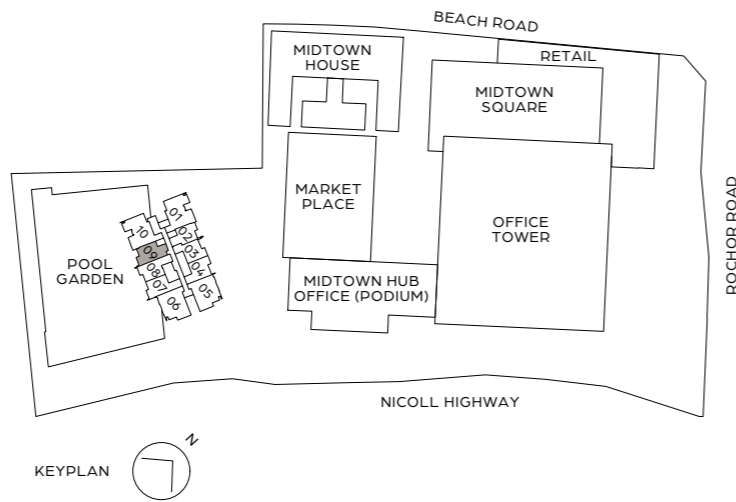 BEACH ROAD
MIDTOWN
HOUSE
RETAIL
MIDTOWN
SQUARE
MARKET
PLACE
OFFICE
TOWER
ROCHOR ROAD
POOL
GARDEN
10
01
02
09
03
08
04
07
05
06
MIDTOWN HUB
OFFICE (PODIUM)
NICOLL HIGHWAY
KEYPLAN
N